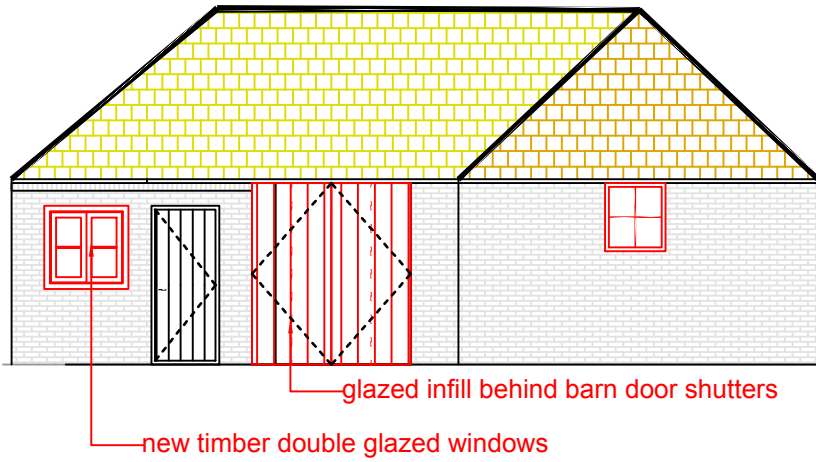 glazed infill behind barn door shutters
new timber double glazed windows